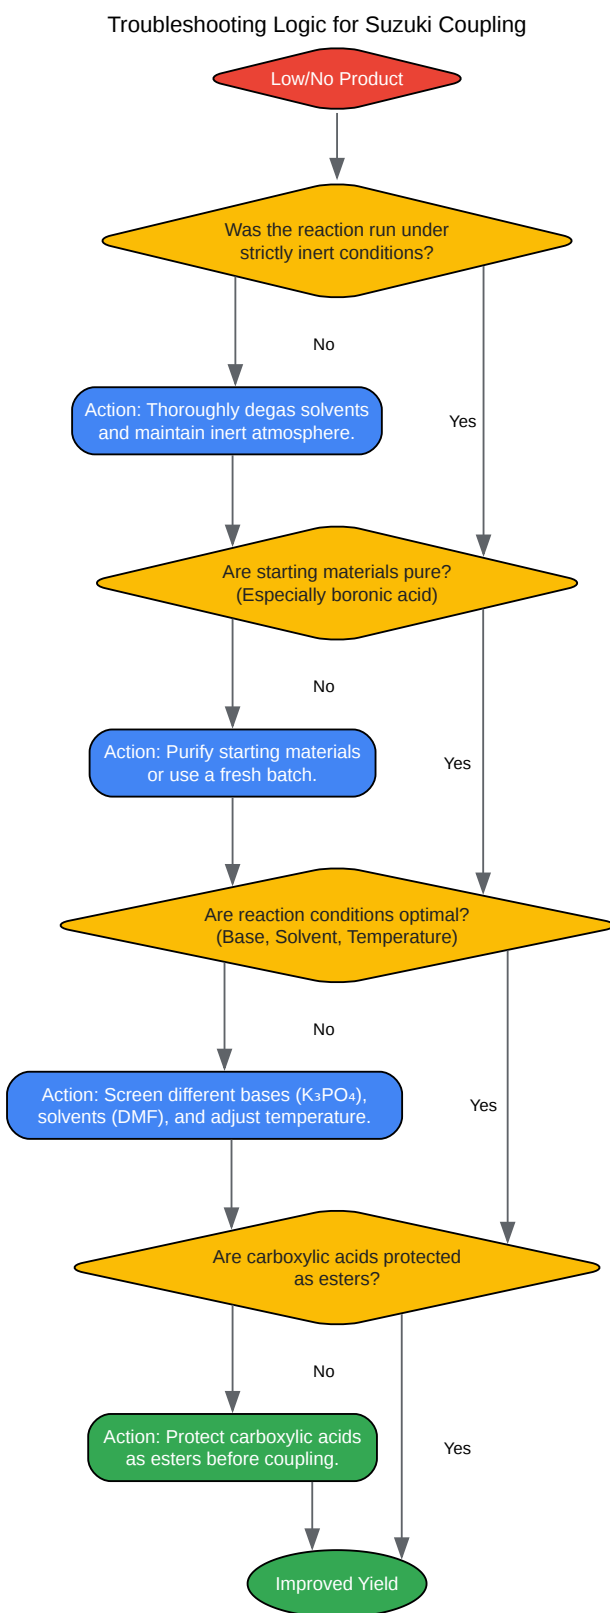 Troubleshooting Logic for Suzuki Coupling
Low/No Product
Was the reaction run under
strictly inert conditions?
No
Action: Thoroughly degas solvents
and maintain inert atmosphere.
Yes
Are starting materials pure?
(Especially boronic acid)
No
Action: Purify starting materials
or use a fresh batch.
Yes
Are reaction conditions optimal?
(Base, Solvent, Temperature)
No
Action: Screen different bases (K₃PO₄),
solvents (DMF), and adjust temperature.
Yes
Are carboxylic acids protected
as esters?
No
Action: Protect carboxylic acids
as esters before coupling.
Yes
Improved Yield